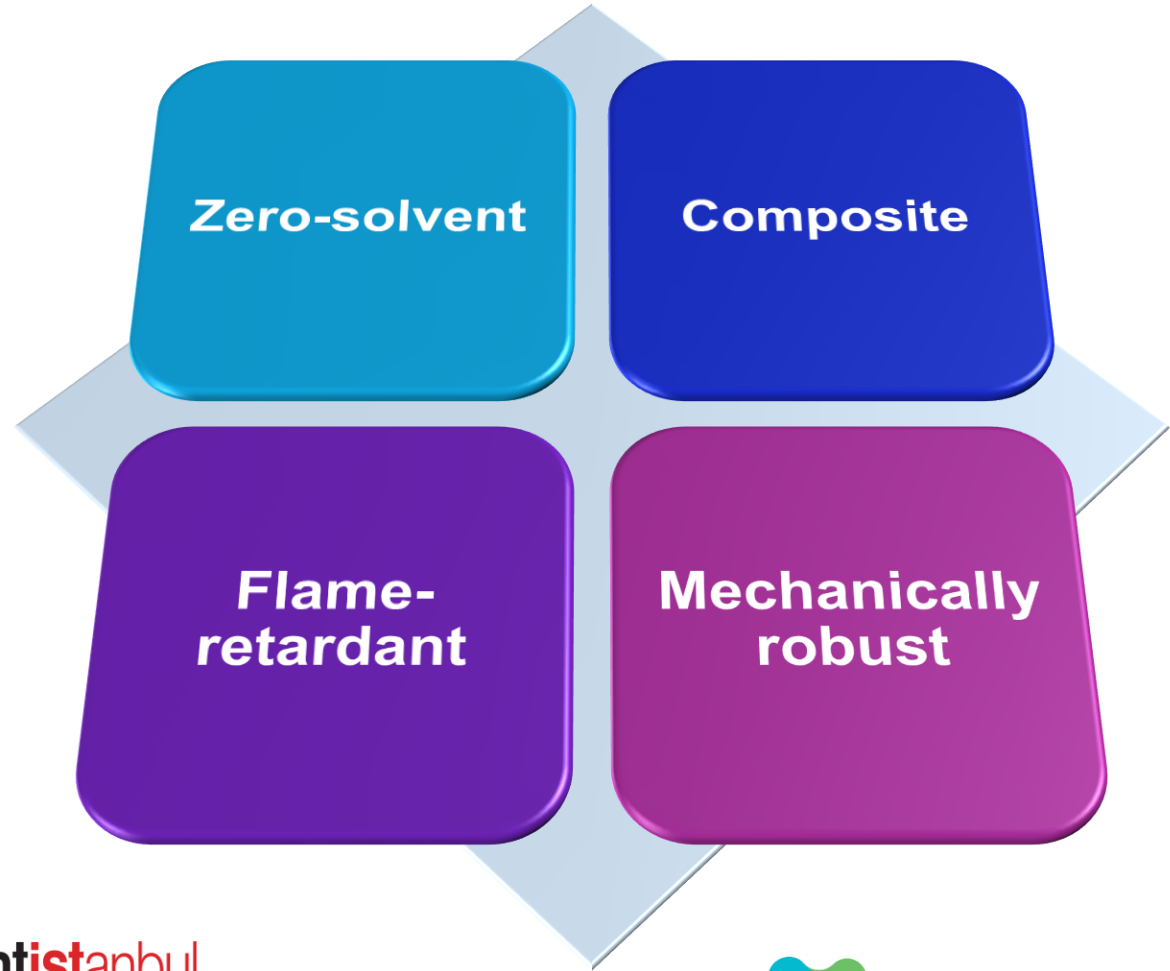 Zero-solvent
Composite
Flame-
retardant
Mechanically
robust